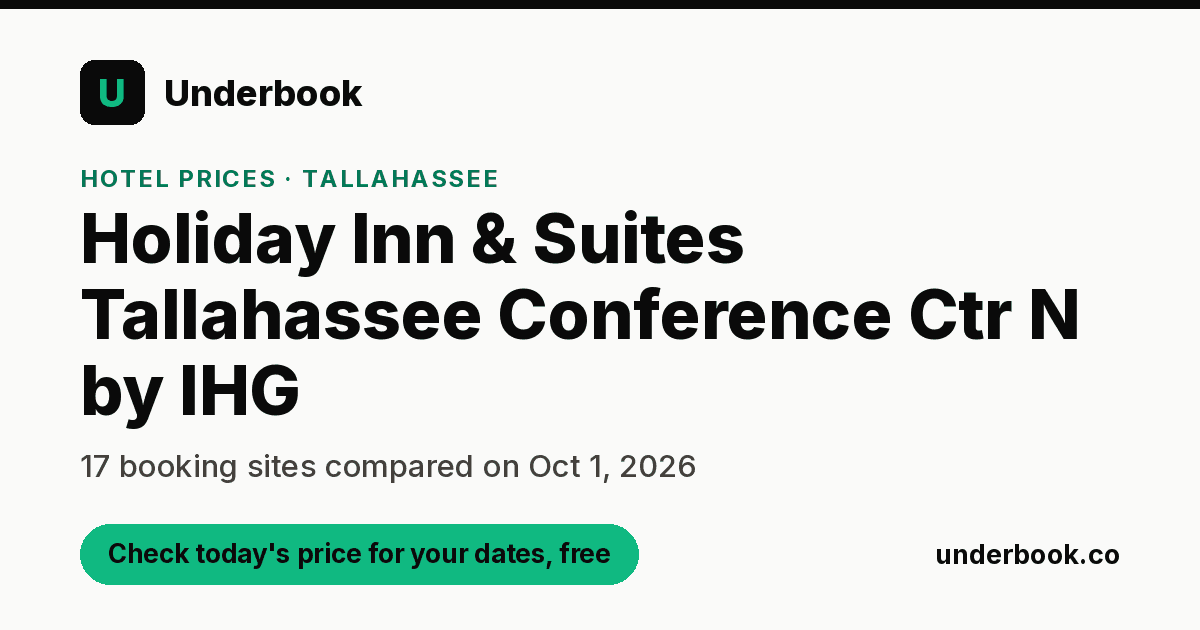 U Underbook
HOTEL PRICES · TALLAHASSEE
Holiday Inn & Suites
Tallahassee Conference Ctr N
by IHG
17 booking sites compared on Oct 1, 2026
Check today's price for your dates, free
underbook.co